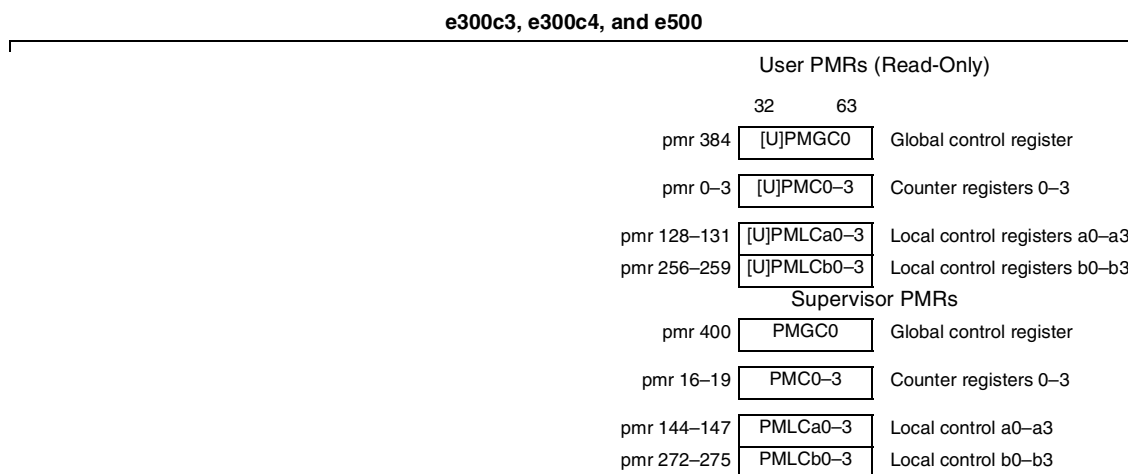 e300c3, e300c4, and e500
User PMRs (Read-Only)
32 63
pmr 384 [U]PMGC0 Global control register
pmr 0–3 [U]PMC0–3 Counter registers 0–3
pmr 128–131 [U]PMLCa0–3 Local control registers a0–a3
pmr 256–259 [U]PMLCb0–3 Local control registers b0–b3
Supervisor PMRs
pmr 400 PMGC0 Global control register
pmr 16–19 PMC0–3 Counter registers 0–3
pmr 144–147 PMLCa0–3 Local control a0–a3
pmr 272–275 PMLCb0–3 Local control b0–b3